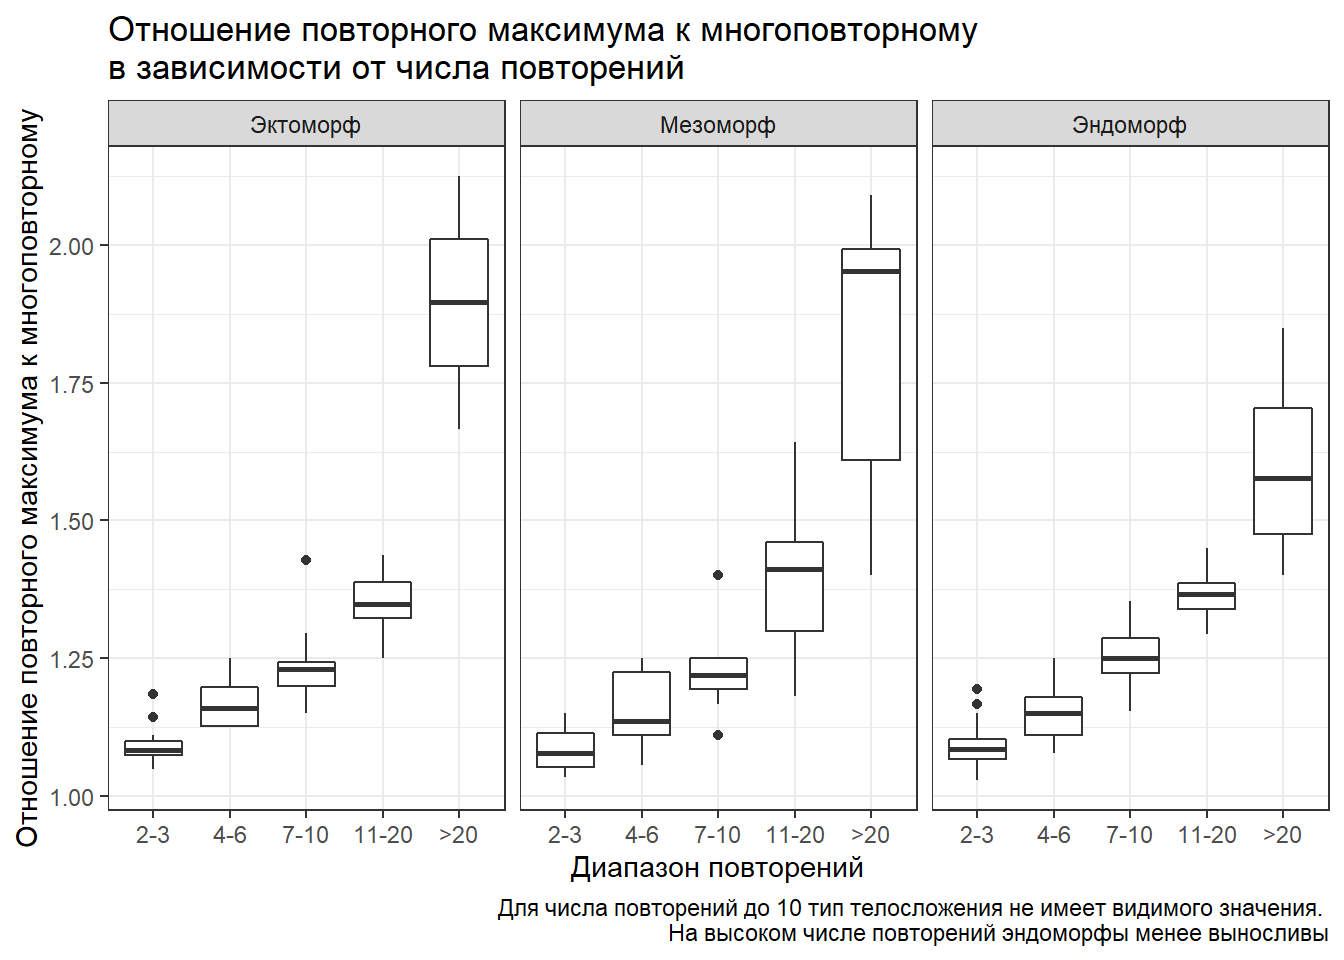 Отношение повторного максимума к многоповторному
в зависимости от числа повторений
Эктоморф
Мезоморф
Эндоморф
Отношение повторного максимума к многоповторному
2.00
1.75
1.50
1.25
1.00
2-3 4-6 7-10 11-20 >20
2-3 4-6 7-10 11-20 >20
2-3 4-6 7-10 11-20 >20
Диапазон повторений
Для числа повторений до 10 тип телосложения не имеет видимого значения.
На высоком числе повторений эндоморфы менее выносливы